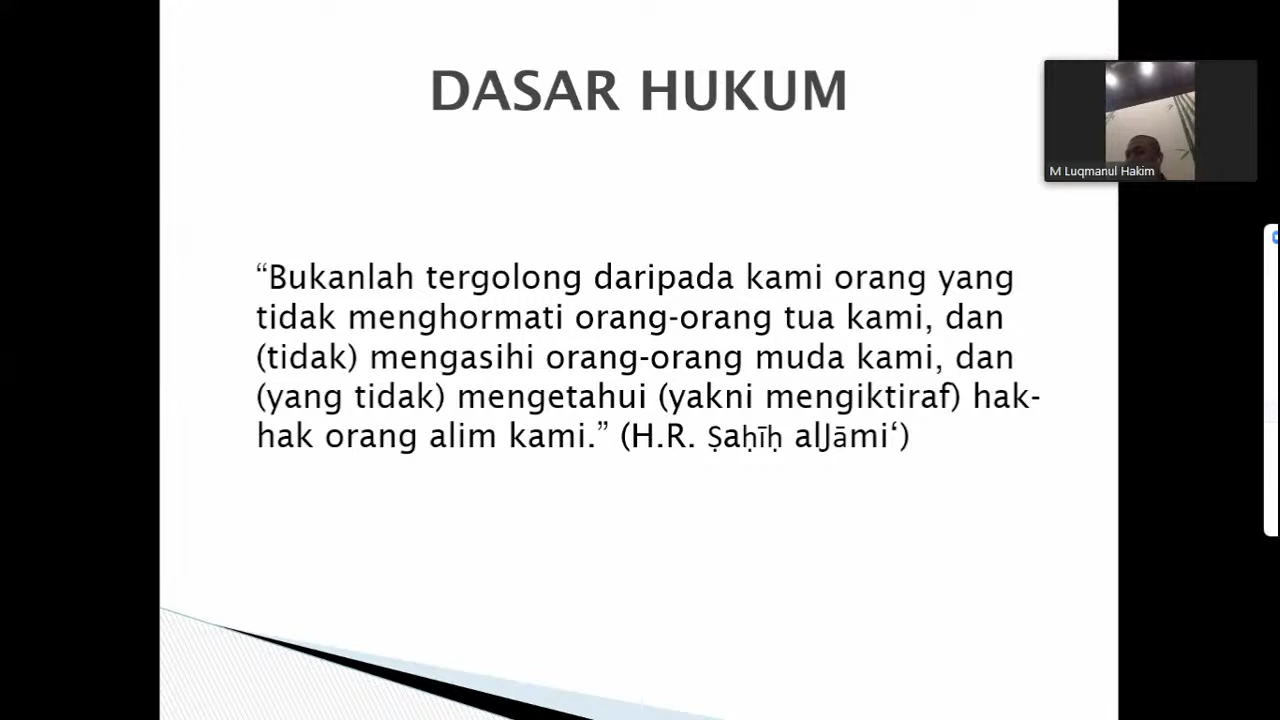 DASAR HUKUM
M Luqmanul Hakim
“Bukanlah tergolong daripada kami orang yang
tidak menghormati orang-orang tua kami, dan
(tidak) mengasihi orang-orang muda kami, dan
(yang tidak) mengetahui (yakni mengiktiraf) hak-
hak orang alim kami.” (H.R. Ṣaḥīḥ alJāmi‘)